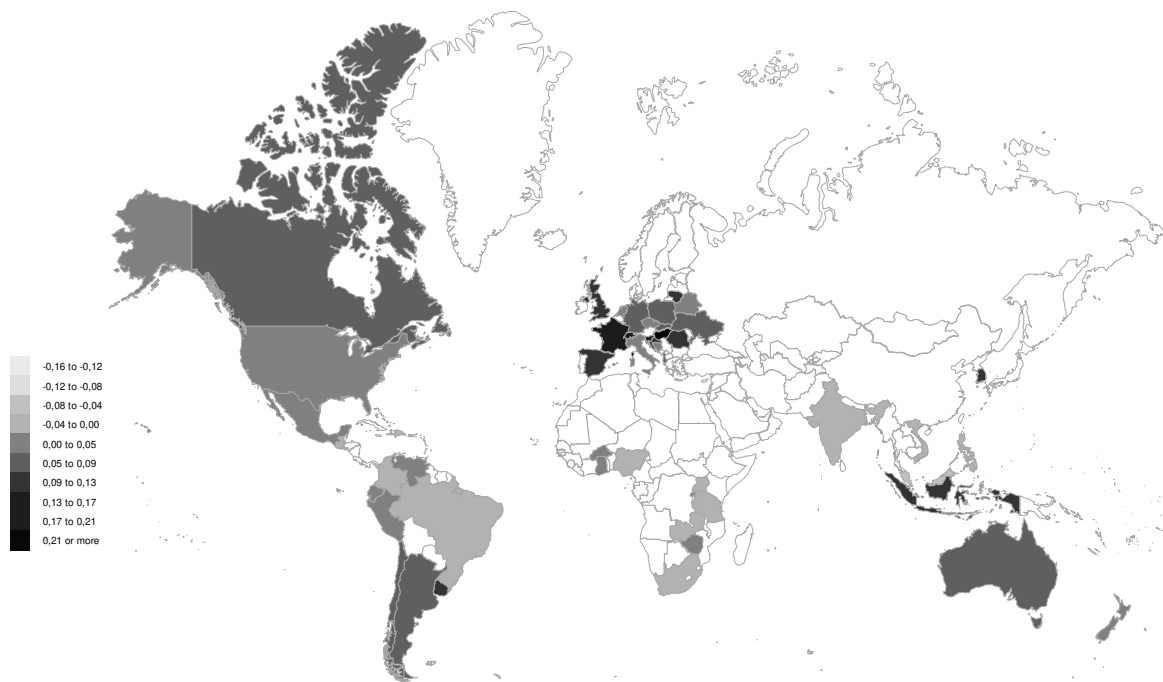 -0,16 to -0,12
-0,12 to -0,08
-0,08 to -0,04
-0,04 to 0,00
0,00 to 0,05
0,05 to 0,09
0,09 to 0,13
0,13 to 0,17
0,17 to 0,21
0,21 or more